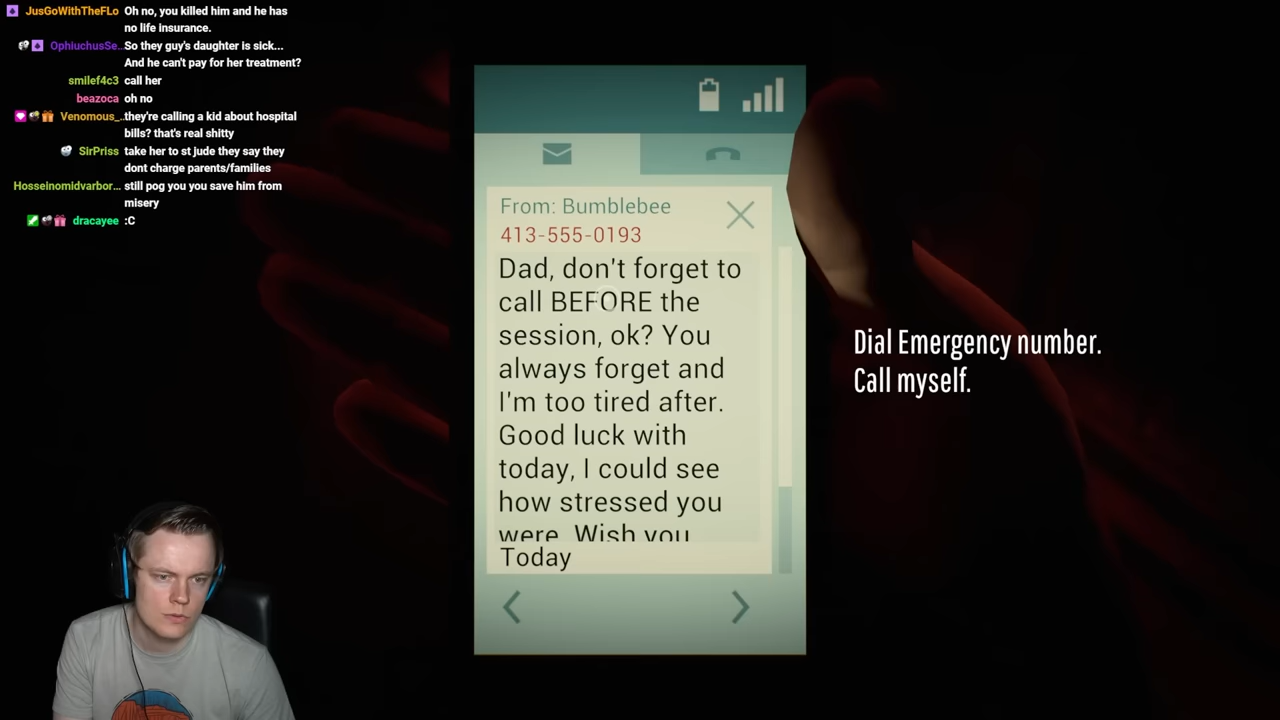 JusGoWithTheFLo Oh no, you killed him and he has
no life insurance.
OphiuchusSe... So they guy's daughter is sick...
And he can't pay for her treatment?
smilef4c3 call her
beazoca oh no
Venomous_... they're calling a kid about hospital
bills? that's real shitty
SirPriss take her to st jude they say they
dont charge parents/families
Hosseinomidvarbor... still pog you you save him from
misery
dracayee :C
From: Bumblebee
413-555-0193
Dad, don't forget to
call BEFORE the
session, ok? You
always forget and
I'm too tired after.
Good luck with
today, I could see
how stressed you
were. Wish you
Today
Dial Emergency number.
Call myself.